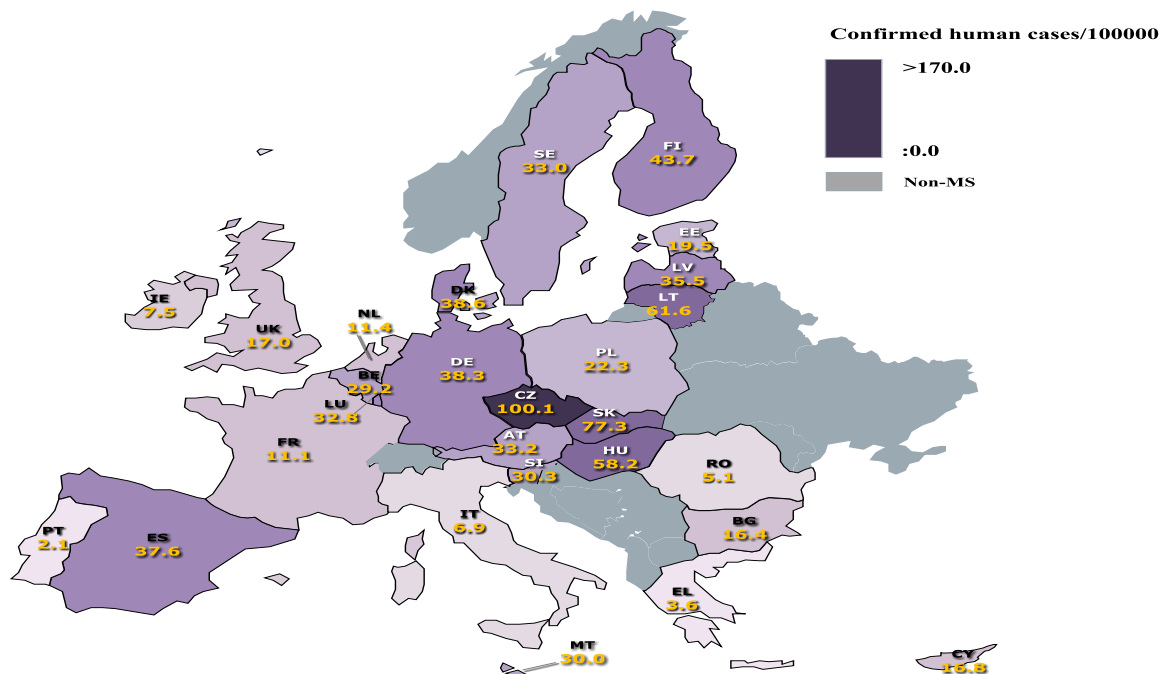 Confirmed human cases/100000
>170.0
:0.0
Non-MS
SE
33.0
FI
43.7
EE
19.5
LV
35.5
LT
61.6
DK
38.6
IE
7.5
UK
17.0
NL
11.4
BE
29.2
LU
32.8
DE
38.3
PL
22.3
CZ
100.1
SK
77.3
AT
33.2
HU
58.2
SI
30.3
FR
11.1
RO
5.1
BG
16.4
IT
6.9
PT
2.1
ES
37.6
EL
3.6
MT
30.0
CY
16.8